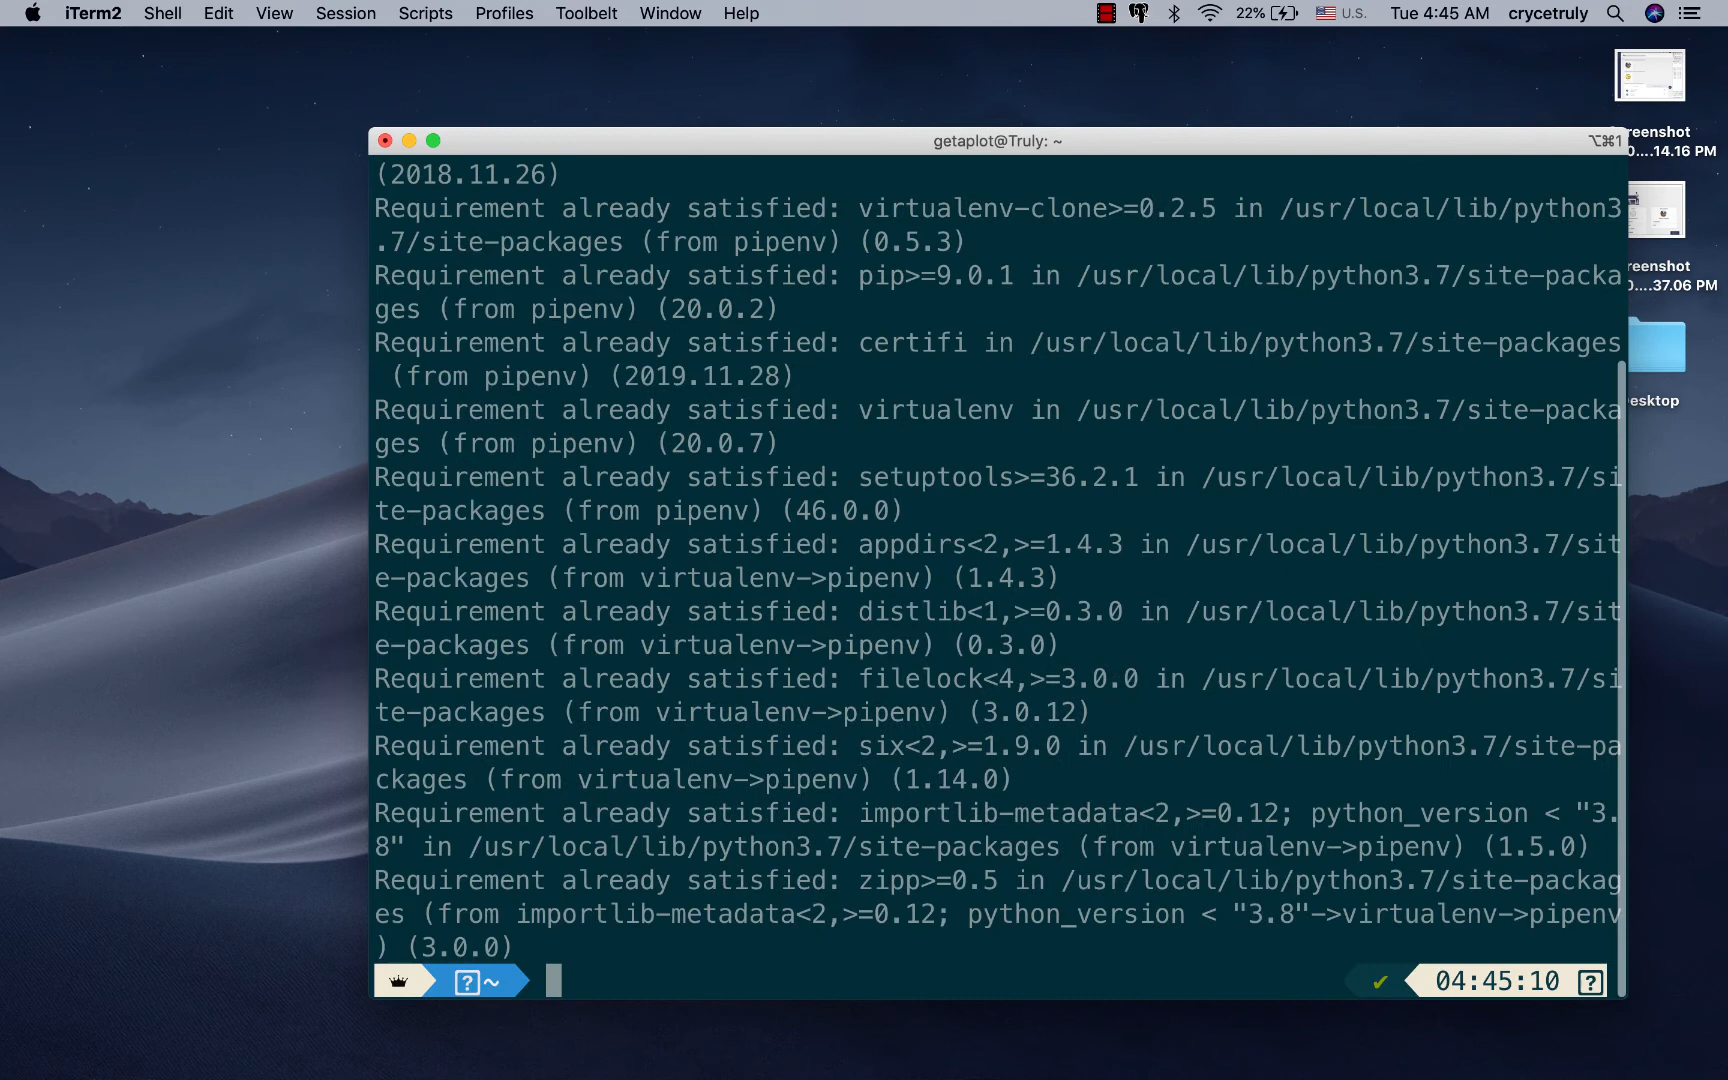 iTerm2 Shell Edit View Session Scripts Profiles Toolbelt Window Help 22% U.S. Tue 4:45 AM crycetruly
getaplot@Truly: ~ ⌥⌘1
(2018.11.26)
Requirement already satisfied: virtualenv-clone>=0.2.5 in /usr/local/lib/python3
.7/site-packages (from pipenv) (0.5.3)
Requirement already satisfied: pip>=9.0.1 in /usr/local/lib/python3.7/site-packa
ges (from pipenv) (20.0.2)
Requirement already satisfied: certifi in /usr/local/lib/python3.7/site-packages
(from pipenv) (2019.11.28)
Requirement already satisfied: virtualenv in /usr/local/lib/python3.7/site-packa
ges (from pipenv) (20.0.7)
Requirement already satisfied: setuptools>=36.2.1 in /usr/local/lib/python3.7/si
te-packages (from pipenv) (46.0.0)
Requirement already satisfied: appdirs<2,>=1.4.3 in /usr/local/lib/python3.7/sit
e-packages (from virtualenv->pipenv) (1.4.3)
Requirement already satisfied: distlib<1,>=0.3.0 in /usr/local/lib/python3.7/sit
e-packages (from virtualenv->pipenv) (0.3.0)
Requirement already satisfied: filelock<4,>=3.0.0 in /usr/local/lib/python3.7/si
te-packages (from virtualenv->pipenv) (3.0.12)
Requirement already satisfied: six<2,>=1.9.0 in /usr/local/lib/python3.7/site-pa
ckages (from virtualenv->pipenv) (1.14.0)
Requirement already satisfied: importlib-metadata<2,>=0.12; python_version < "3.
8" in /usr/local/lib/python3.7/site-packages (from virtualenv->pipenv) (1.5.0)
Requirement already satisfied: zipp>=0.5 in /usr/local/lib/python3.7/site-packag
es (from importlib-metadata<2,>=0.12; python_version < "3.8"->virtualenv->pipenv
) (3.0.0)
? ~ ✔ 04:45:10 ?
reenshot
0....14.16 PM
reenshot
0....37.06 PM
esktop